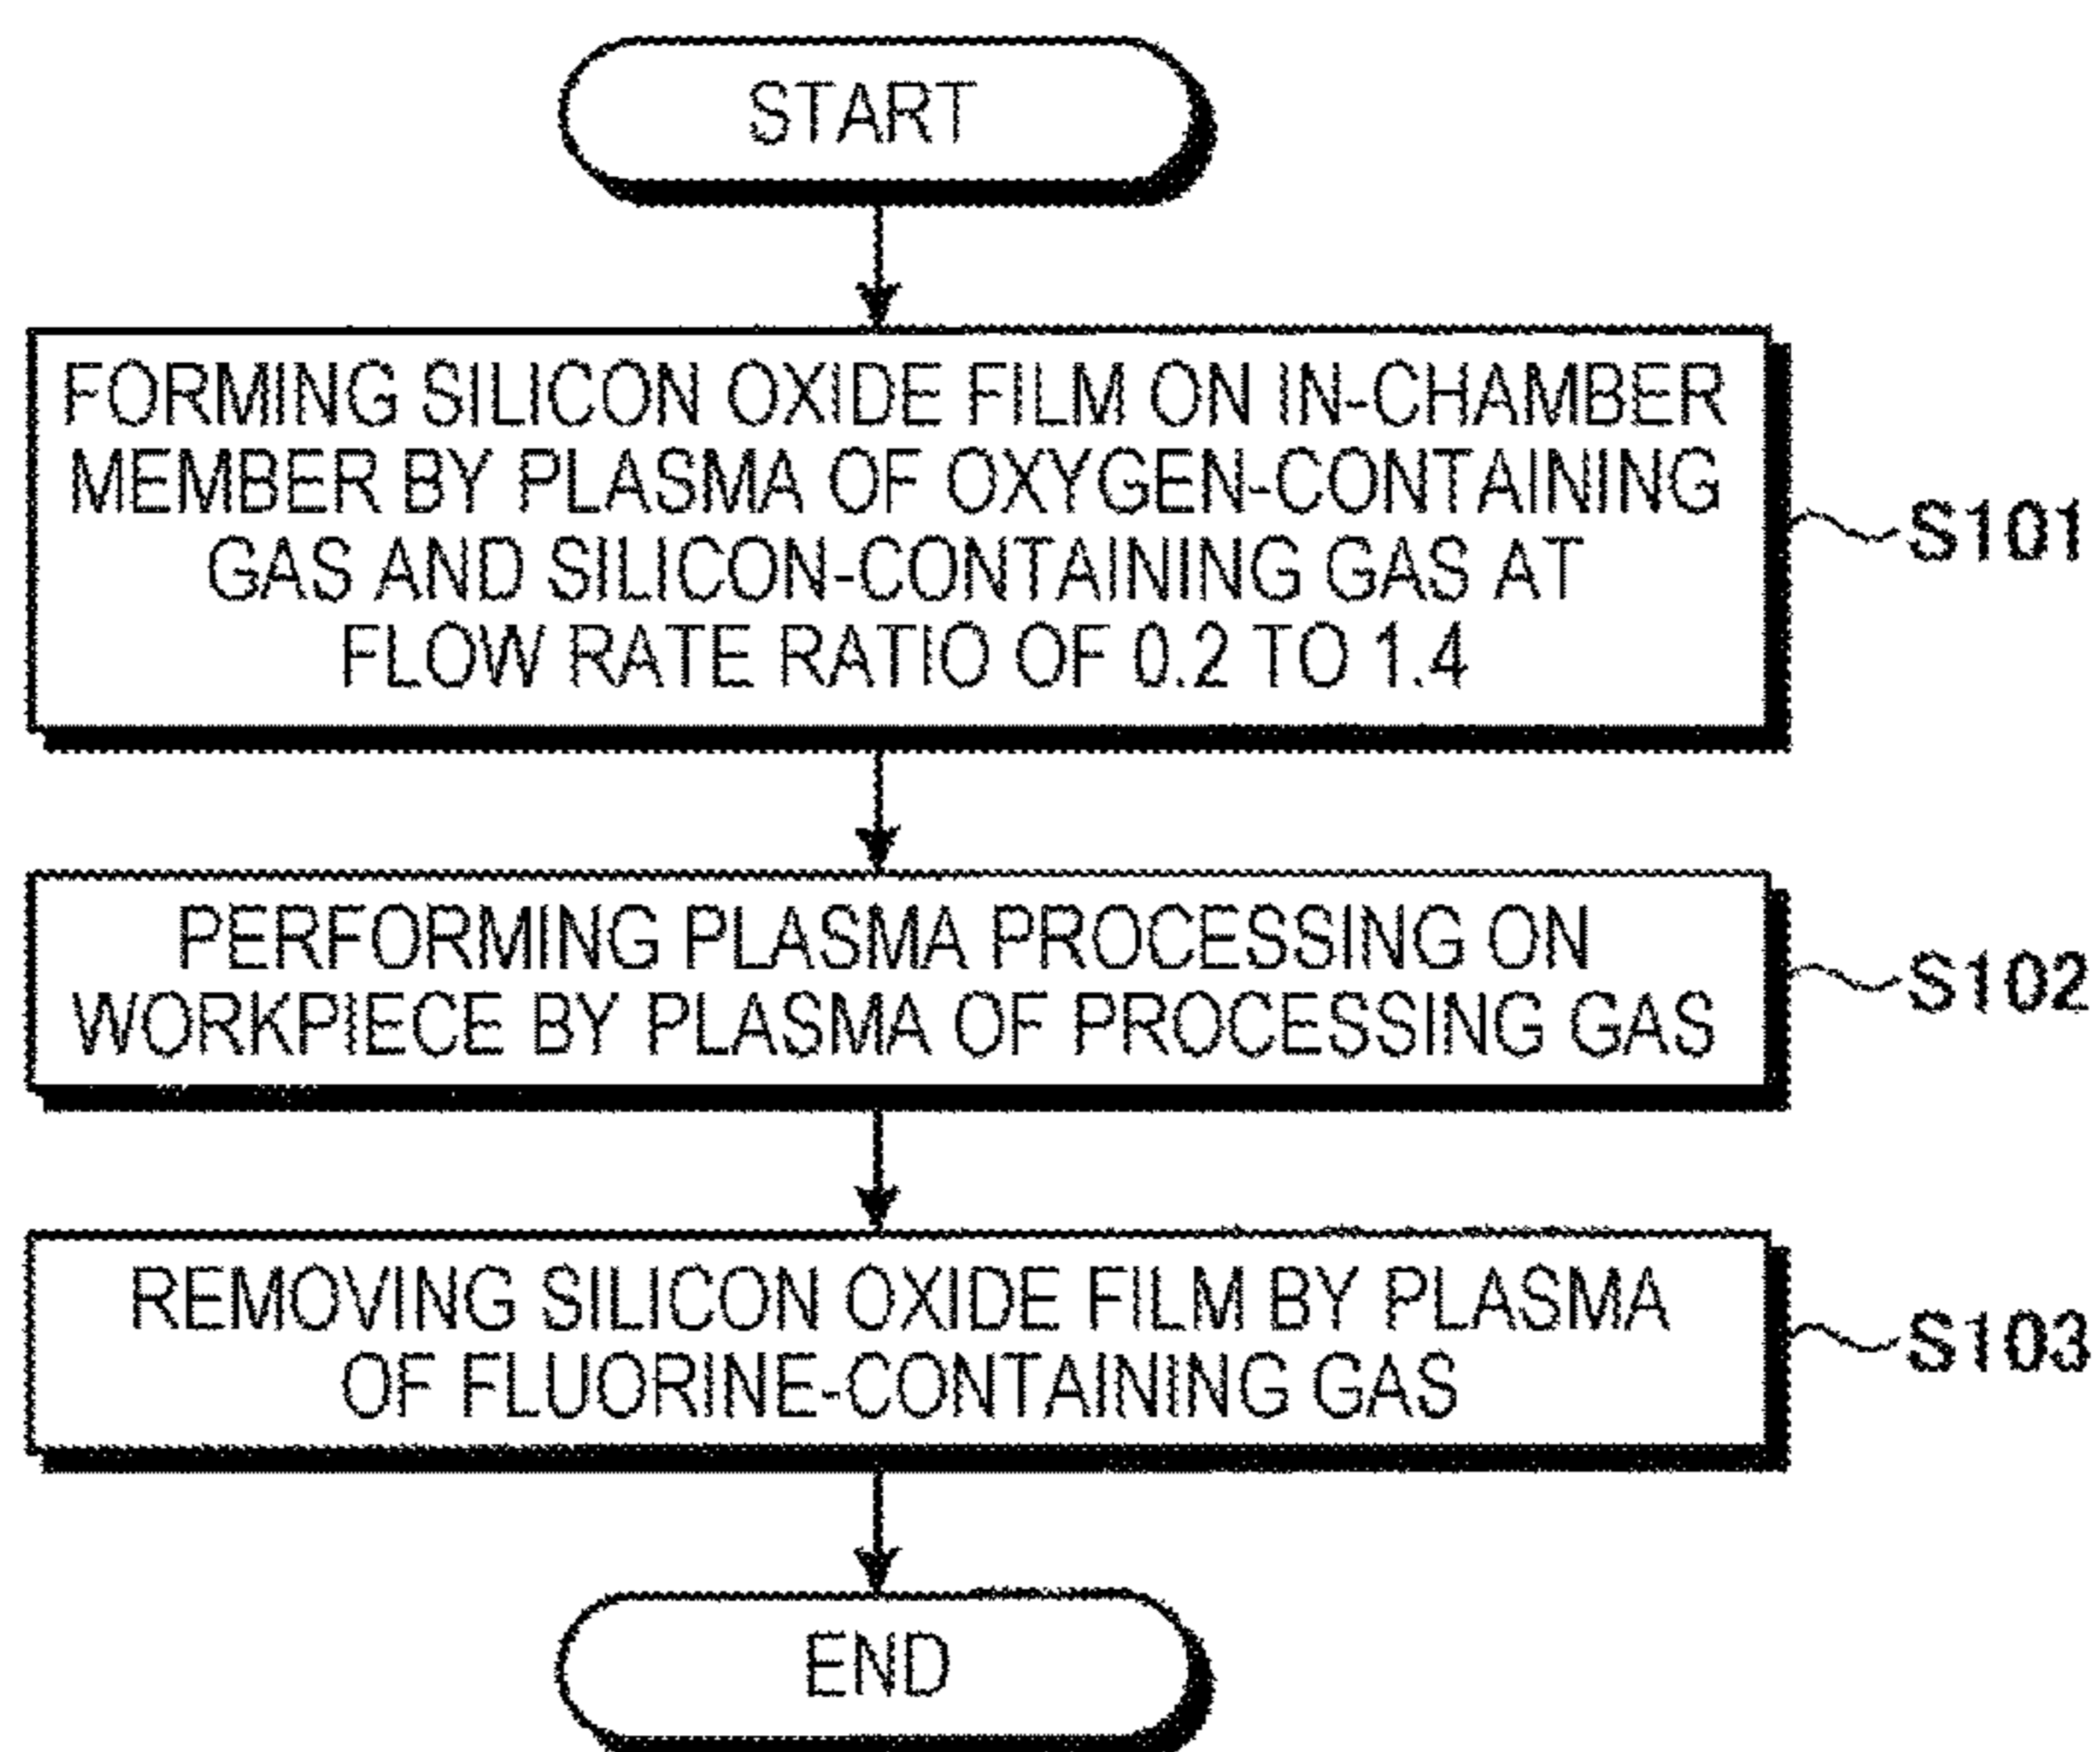 START
FORMING SILICON OXIDE FILM ON IN-CHAMBER
MEMBER BY PLASMA OF OXYGEN-CONTAINING
GAS AND SILICON-CONTAINING GAS AT
FLOW RATE RATIO OF 0.2 TO 1.4
S101
PERFORMING PLASMA PROCESSING ON
WORKPIECE BY PLASMA OF PROCESSING GAS
S102
REMOVING SILICON OXIDE FILM BY PLASMA
OF FLUORINE-CONTAINING GAS
S103
END